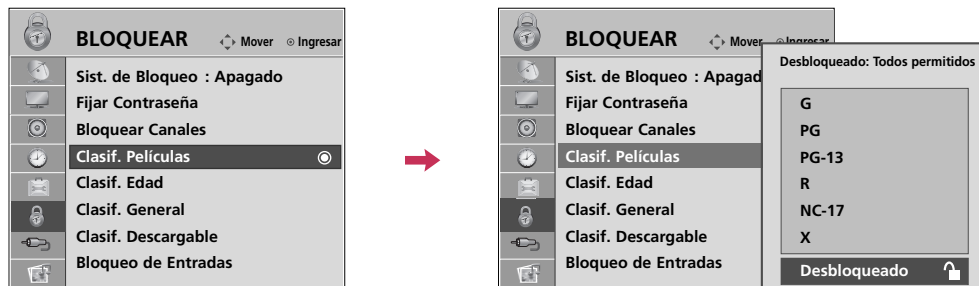 BLOQUEAR Mover Ingresar
Sist. de Bloqueo : Apagado
Fijar Contraseña
Bloquear Canales
Clasif. Películas
Clasif. Edad
Clasif. General
Clasif. Descargable
Bloqueo de Entradas
BLOQUEAR Mover Ingresar
Sist. de Bloqueo : Apagad
Fijar Contraseña
Bloquear Canales
Clasif. Películas
Clasif. Edad
Clasif. General
Clasif. Descargable
Bloqueo de Entradas
Desbloqueado: Todos permitidos
G
PG
PG-13
R
NC-17
X
Desbloqueado